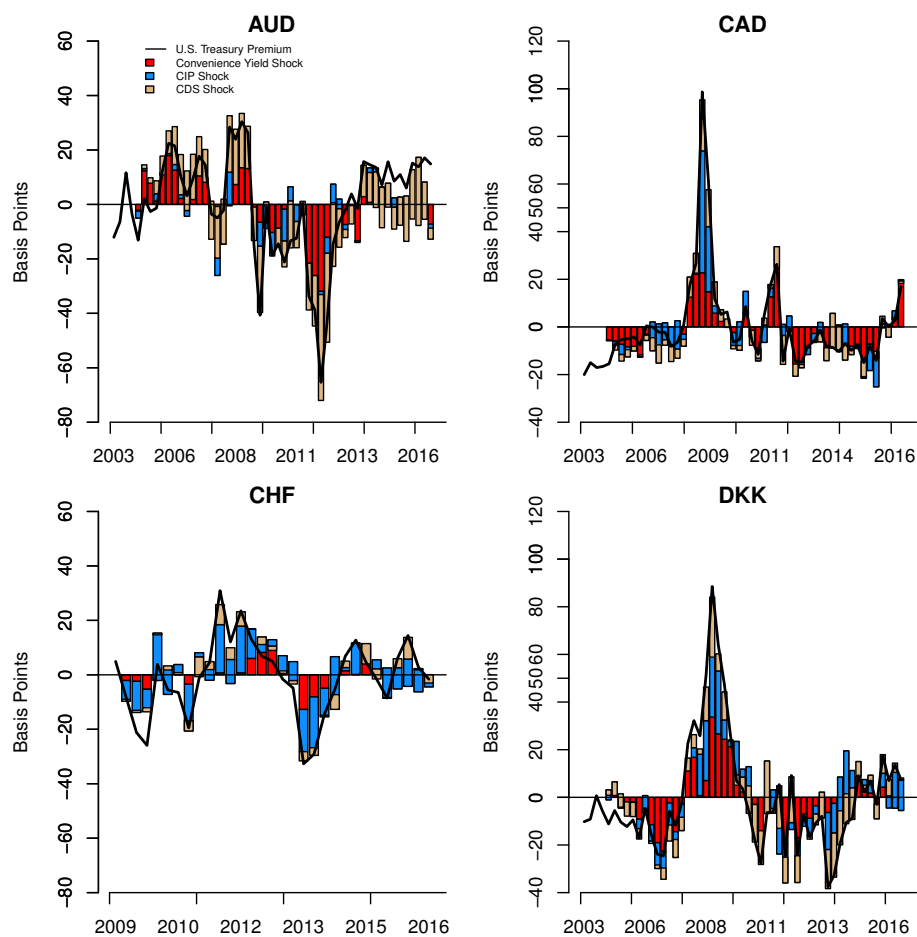 AUD
60
40
20
0
−20
−40
−60
−80
Basis Points
U.S. Treasury Premium
Convenience Yield Shock
CIP Shock
CDS Shock
2003 2006 2008 2011 2013 2016
CAD
120
100
80
60
50
40
20
0
−20
−40
Basis Points
2003 2006 2009 2011 2014 2016
CHF
60
40
20
0
−20
−40
−60
−80
Basis Points
2009 2010 2012 2013 2015 2016
DKK
120
100
80
60
50
40
20
0
−20
−40
Basis Points
2003 2006 2008 2011 2013 2016